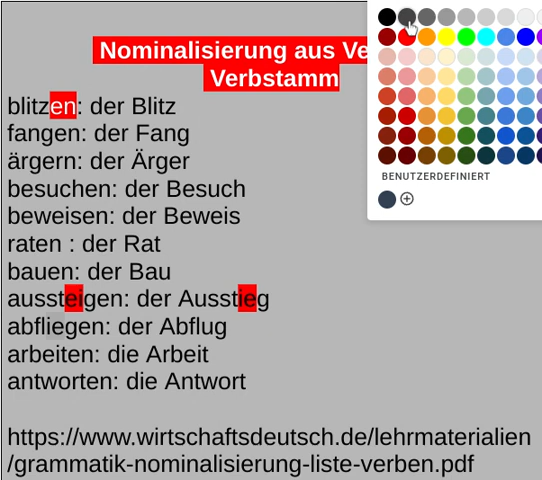 Nominalisierung aus Ve
Verbstamm
blitzen: der Blitz
fangen: der Fang
ärgern: der Ärger
besuchen: der Besuch
beweisen: der Beweis
raten : der Rat
bauen: der Bau
aussteigen: der Ausstieg
abfliegen: der Abflug
arbeiten: die Arbeit
antworten: die Antwort
https://www.wirtschaftsdeutsch.de/lehrmaterialien
/grammatik-nominalisierung-liste-verben.pdf
BENUTZERDEFINIERT